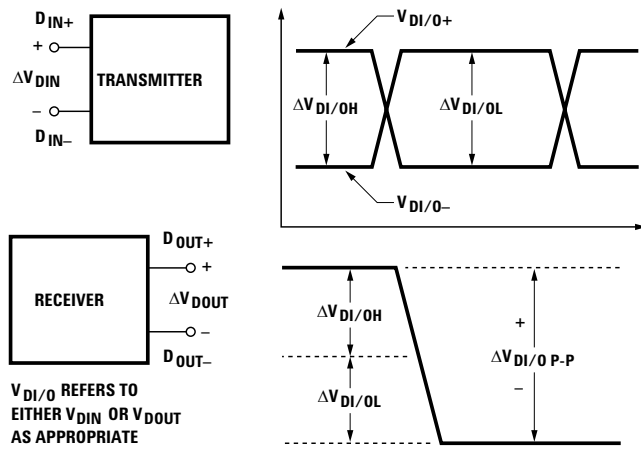 D IN+
+
ΔV DIN
TRANSMITTER
−
D IN−
V DI/O+
ΔV DI/OH
ΔV DI/OL
V DI/O−
D OUT+
+
RECEIVER
ΔV DOUT
−
D OUT−
V DI/O REFERS TO
EITHER V DIN OR V DOUT
AS APPROPRIATE
ΔV DI/OH
ΔV DI/OL
+
ΔV DI/O P-P
−